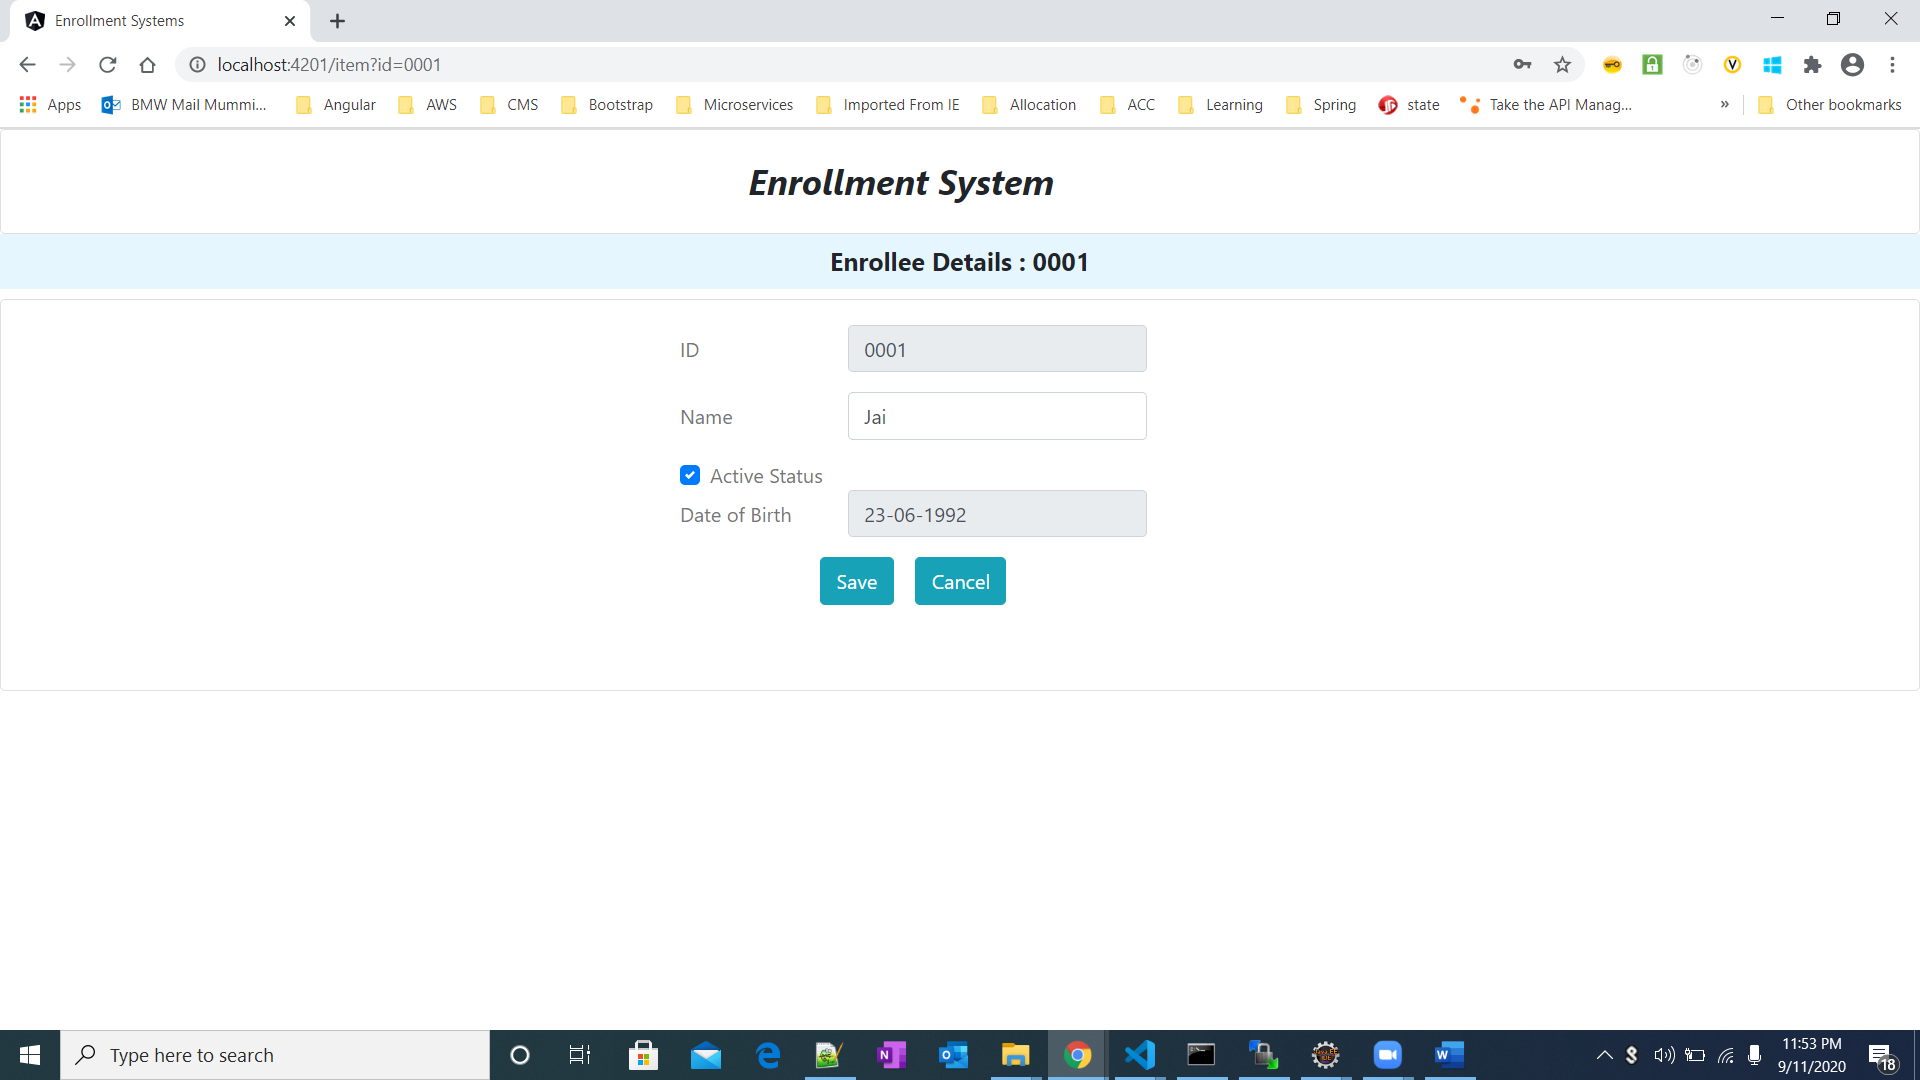 Enrollment Systems
localhost:4201/item?id=0001
Apps
BMW Mail Mummi...
Angular
AWS
CMS
Bootstrap
Microservices
Imported From IE
Allocation
ACC
Learning
Spring
state
Take the API Manag...
»
Other bookmarks
Enrollment System
Enrollee Details : 0001
ID
0001
Name
Jai
Active Status
Date of Birth
23-06-1992
Save
Cancel
Type here to search
11:53 PM
9/11/2020
18